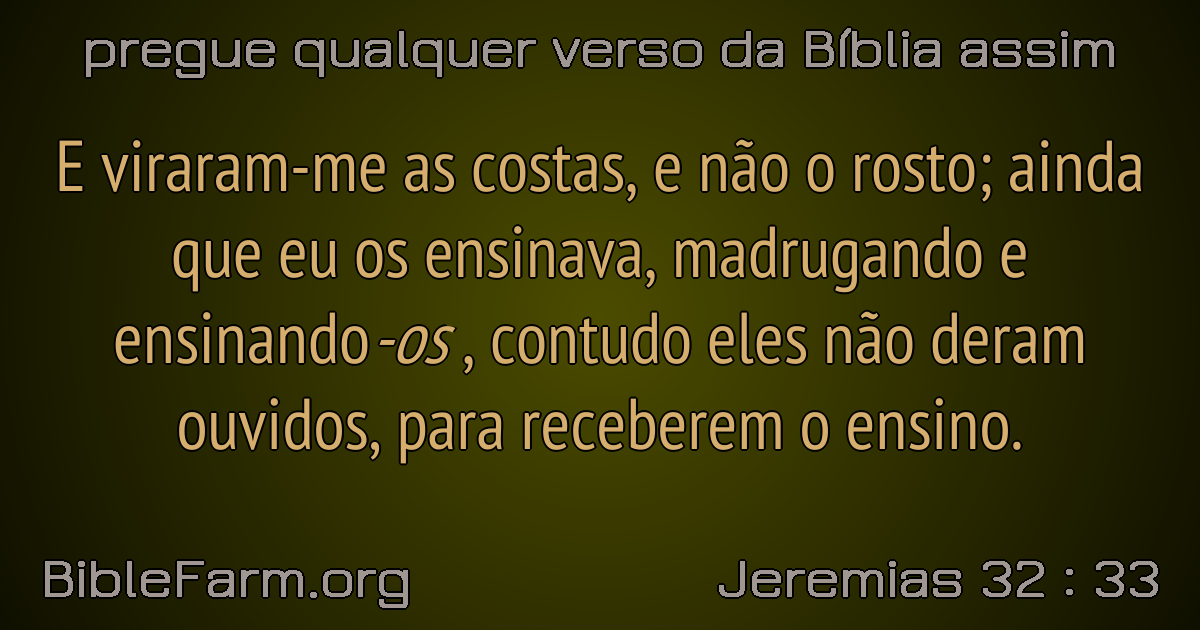 pregue qualquer verso da Bíblia assim
E viraram-me as costas, e não o rosto; ainda
que eu os ensinava, madrugando e
ensinando-os , contudo eles não deram
ouvidos, para receberem o ensino.
BibleFarm.org
Jeremias 32 : 33